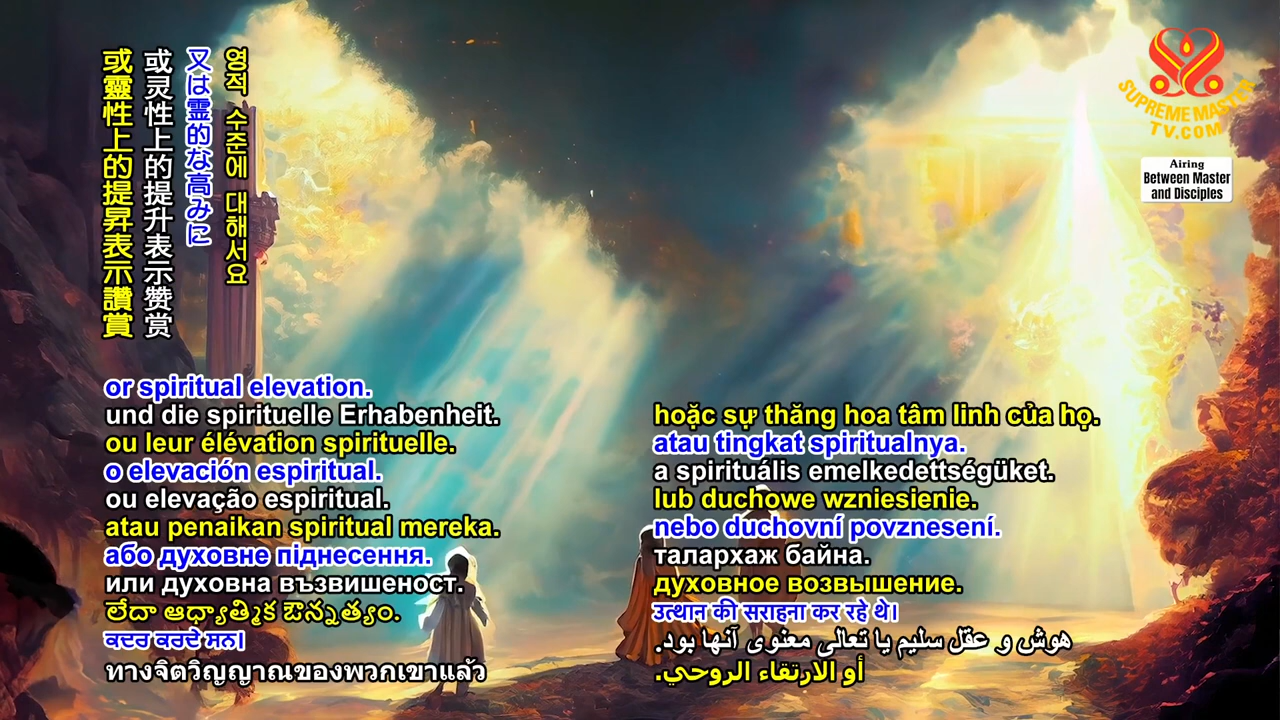 或靈性上的提昇表示讚賞
或灵性上的提升表示赞赏
又は霊的な高みに
영적 수준에 대해서요
SUPREME MASTER
TV.COM
Airing
Between Master
and Disciples
or spiritual elevation.
und die spirituelle Erhabenheit.
ou leur élévation spirituelle.
o elevación espiritual.
ou elevação espiritual.
atau penaikan spiritual mereka.
або духовне піднесення.
или духовна възвишеност.
లేదా ఆధ్యాత్మిక ఔన్నత్యం.
ਕਦਰ ਕਰਦੇ ਸਨ।
ทางจิตวิญญาณของพวกเขาแล้ว
hoặc sự thăng hoa tâm linh của họ.
atau tingkat spiritualnya.
a spirituális emelkedettségüket.
lub duchowe wzniesienie.
nebo duchovní povznesení.
талархаж байна.
духовное возвышение.
उत्थान की सराहना कर रहे थे।
هوش و عقل سلیم یا تعالی معنوی آنها بود.
أو الارتقاء الروحي.